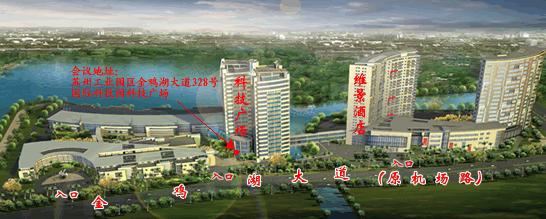 会议地址：
苏州工业园区金鸡湖大道328号
国际科技园科技广场
科技广场
维景酒店
入口
入口
入口
金鸡湖大道（原机场路）